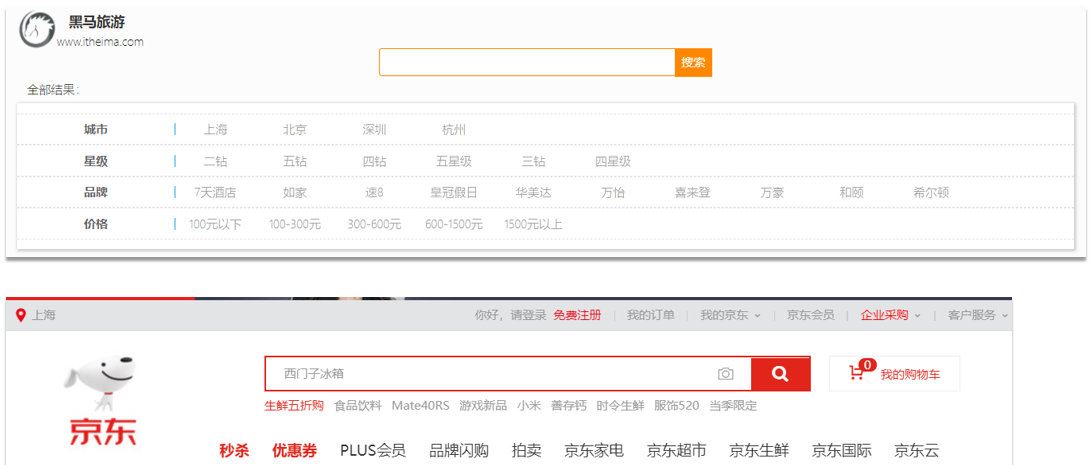 黑马旅游
www.itheima.com
搜索
全部结果:
城市 上海 北京 深圳 杭州
星级 二钻 五钻 四钻 五星级 三钻 四星级
品牌 7天酒店 如家 速8 皇冠假日 华美达 万怡 喜来登 万豪 和颐 希尔顿
价格 100元以下 100-300元 300-600元 600-1500元 1500元以上
上海 你好，请登录 免费注册 我的订单 我的京东 京东会员 企业采购 客户服务
西门子冰箱 0 我的购物车
生鲜五折购 食品饮料 Mate40RS 游戏新品 小米 善存钙 时令生鲜 服饰520 当季限定
京东
秒杀 优惠券 PLUS会员 品牌闪购 拍卖 京东家电 京东超市 京东生鲜 京东国际 京东云